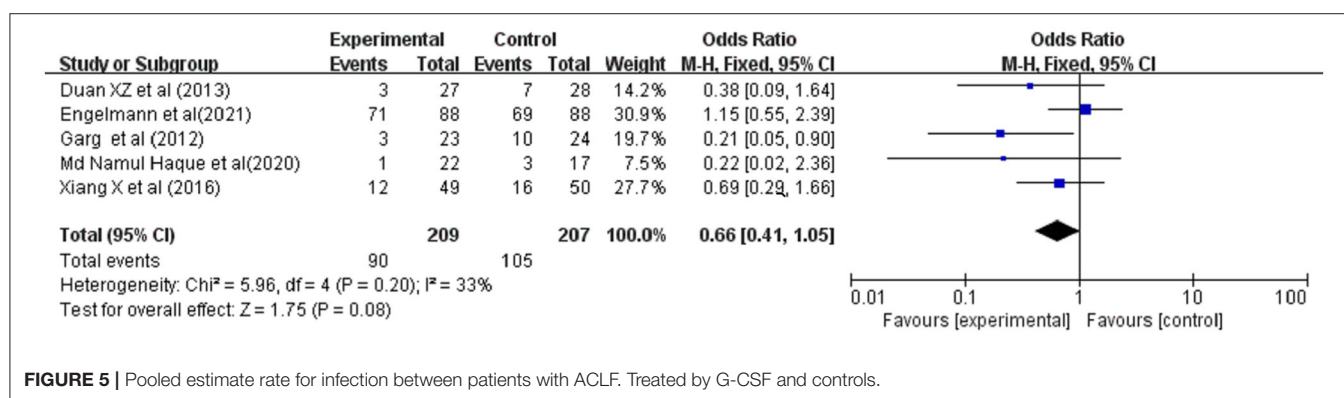 Experimental Control Odds Ratio Odds Ratio
Study or Subgroup Events Total Events Total Weight M-H, Fixed, 95% CI M-H, Fixed, 95% CI
Duan XZ et al (2013) 3 27 7 28 14.2% 0.38 [0.09, 1.64]
Engelmann et al(2021) 71 88 69 88 30.9% 1.15 [0.55, 2.39]
Garg et al (2012) 3 23 10 24 19.7% 0.21 [0.05, 0.90]
Md Namul Haque et al(2020) 1 22 3 17 7.5% 0.22 [0.02, 2.36]
Xiang X et al (2016) 12 49 16 50 27.7% 0.69 [0.29, 1.66]
Total (95% CI) 209 207 100.0% 0.66 [0.41, 1.05]
Total events 90 105
Heterogeneity: Chi² = 5.96, df = 4 (P = 0.20); I² = 33%
Test for overall effect: Z = 1.75 (P = 0.08)
0.01 0.1 1 10 100
Favours [experimental] Favours [control]
FIGURE 5 | Pooled estimate rate for infection between patients with ACLF. Treated by G-CSF and controls.